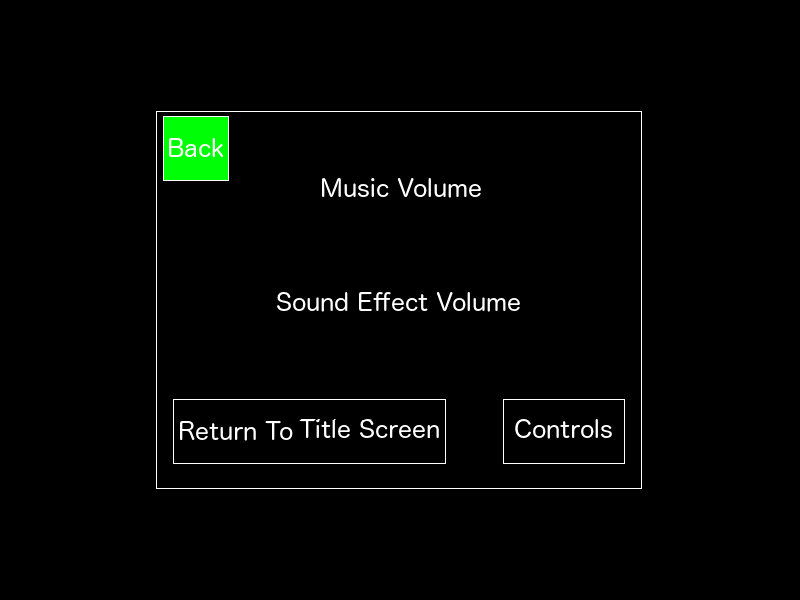 Back
Music Volume
Sound Effect Volume
Return To Title Screen
Controls